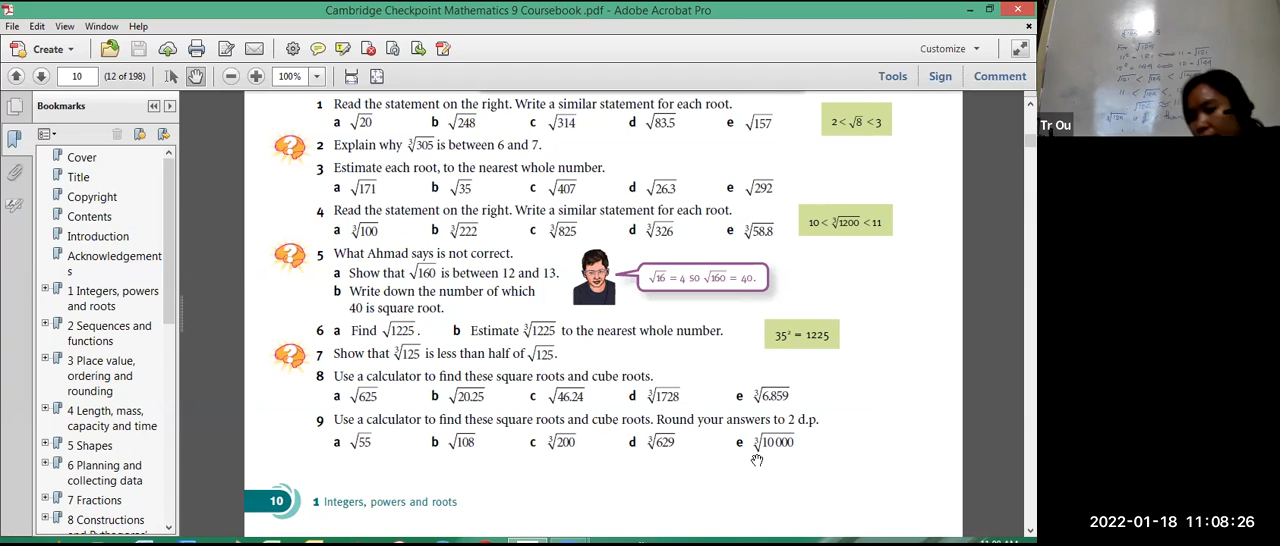 Cambridge Checkpoint Mathematics 9 Coursebook .pdf - Adobe Acrobat Pro
File Edit View Window Help
Create Customize
10 (12 of 198) 100% Tools Sign Comment
Bookmarks
Cover
Title
Copyright
Contents
Introduction
Acknowledgement
s
1 Integers, powers
and roots
2 Sequences and
functions
3 Place value,
ordering and
rounding
4 Length, mass,
capacity and time
5 Shapes
6 Planning and
collecting data
7 Fractions
8 Constructions
1 Read the statement on the right. Write a similar statement for each root.
a √20 b √248 c √314 d √83.5 e √157
2 < √8 < 3
2 Explain why ∛305 is between 6 and 7.
3 Estimate each root, to the nearest whole number.
a √171 b √35 c √407 d √26.3 e √292
4 Read the statement on the right. Write a similar statement for each root.
a ∛100 b ∛222 c ∛825 d ∛326 e ∛58.8
10 < ∛1200 < 11
5 What Ahmad says is not correct.
a Show that √160 is between 12 and 13.
b Write down the number of which
40 is square root.
√16 = 4 so √160 = 40.
6 a Find √1225. b Estimate ∛1225 to the nearest whole number.
35² = 1225
7 Show that ∛125 is less than half of √125.
8 Use a calculator to find these square roots and cube roots.
a √625 b √20.25 c √46.24 d ∛1728 e ∛6.859
9 Use a calculator to find these square roots and cube roots. Round your answers to 2 d.p.
a √55 b √108 c ∛200 d ∛629 e ∛10 000
10 1 Integers, powers and roots
Tr Ou
2022-01-18 11:08:26